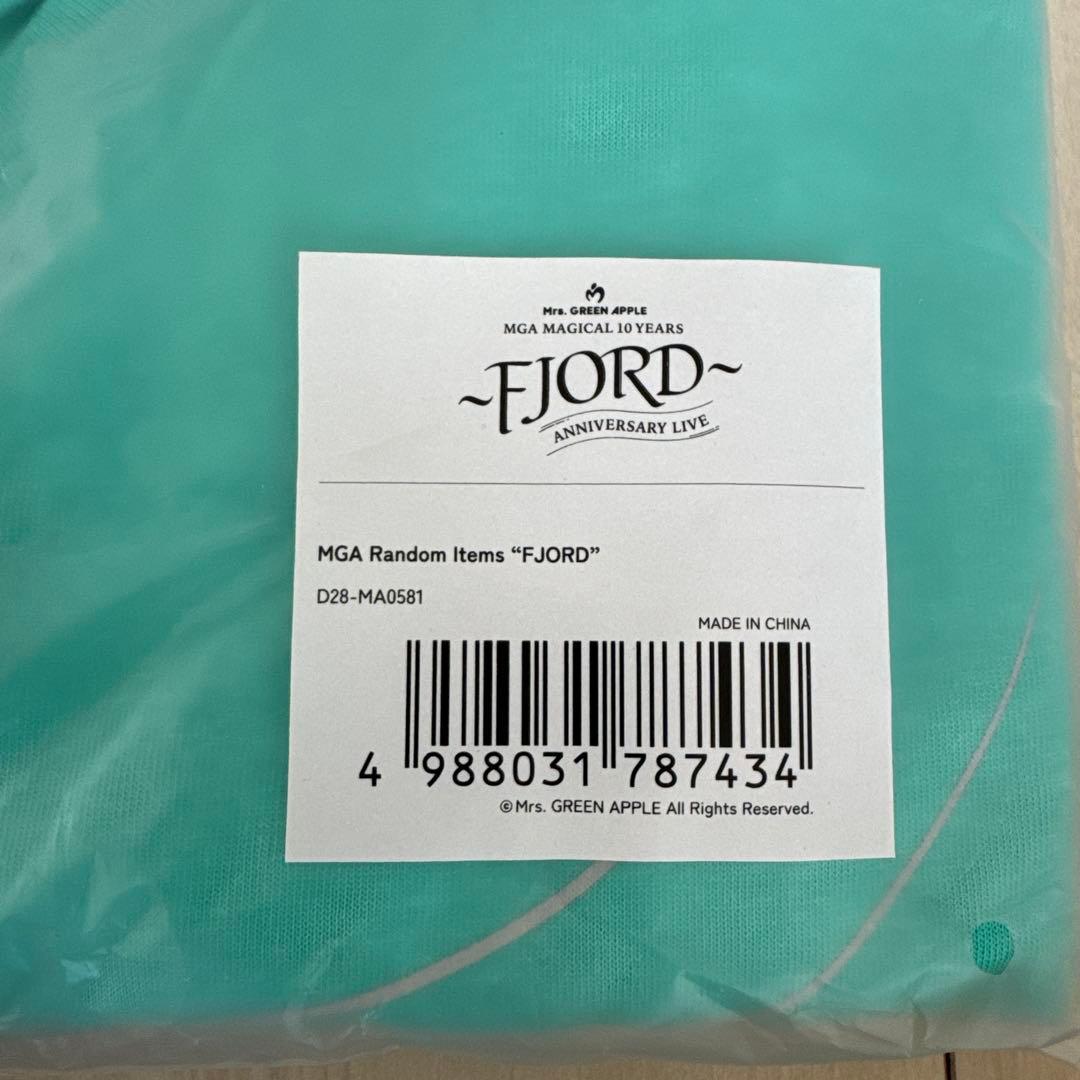 Mrs. GREEN APPLE
MGA MAGICAL 10 YEARS
~FJORD~
ANNIVERSARY LIVE
MGA Random Items “FJORD”
D28-MA0581
MADE IN CHINA
4 988031 787434
©Mrs. GREEN APPLE All Rights Reserved.